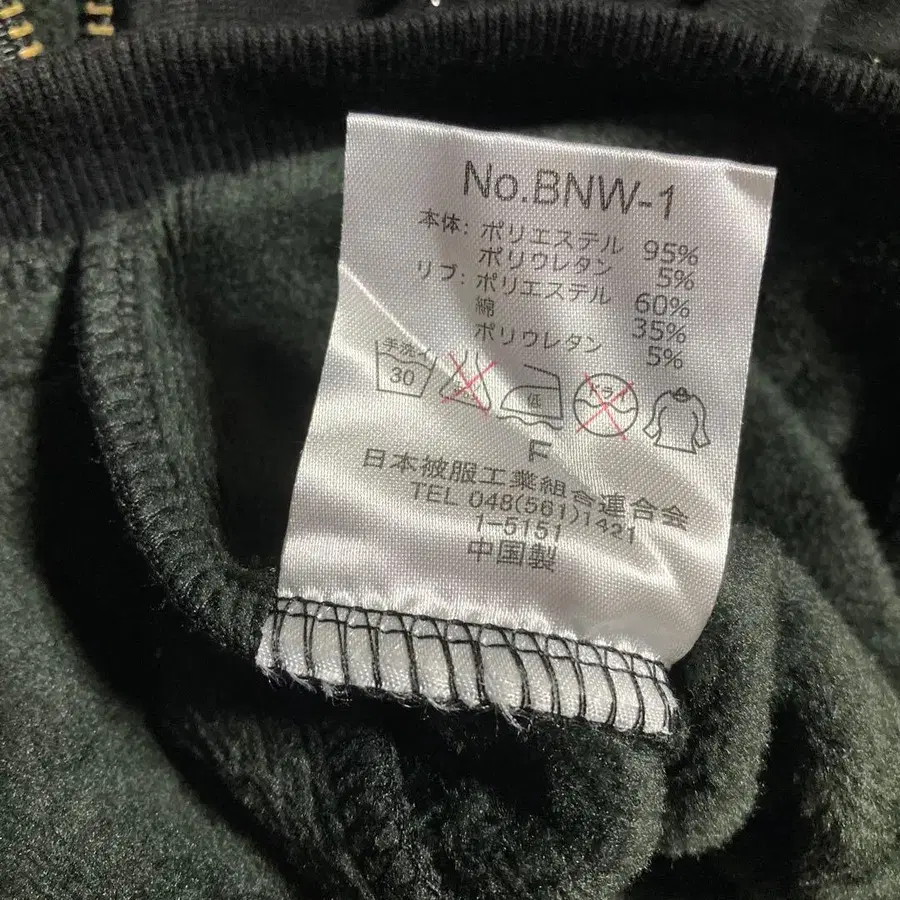 No.BNW-1
本体: ポリエステル 95%
ポリウレタン 5%
リブ: ポリエステル 60%
綿 35%
ポリウレタン 5%
手洗イ 30 低 ドライ
F
日本被服工業組合連合会
TEL 048(561)1421
1-5151
中国製